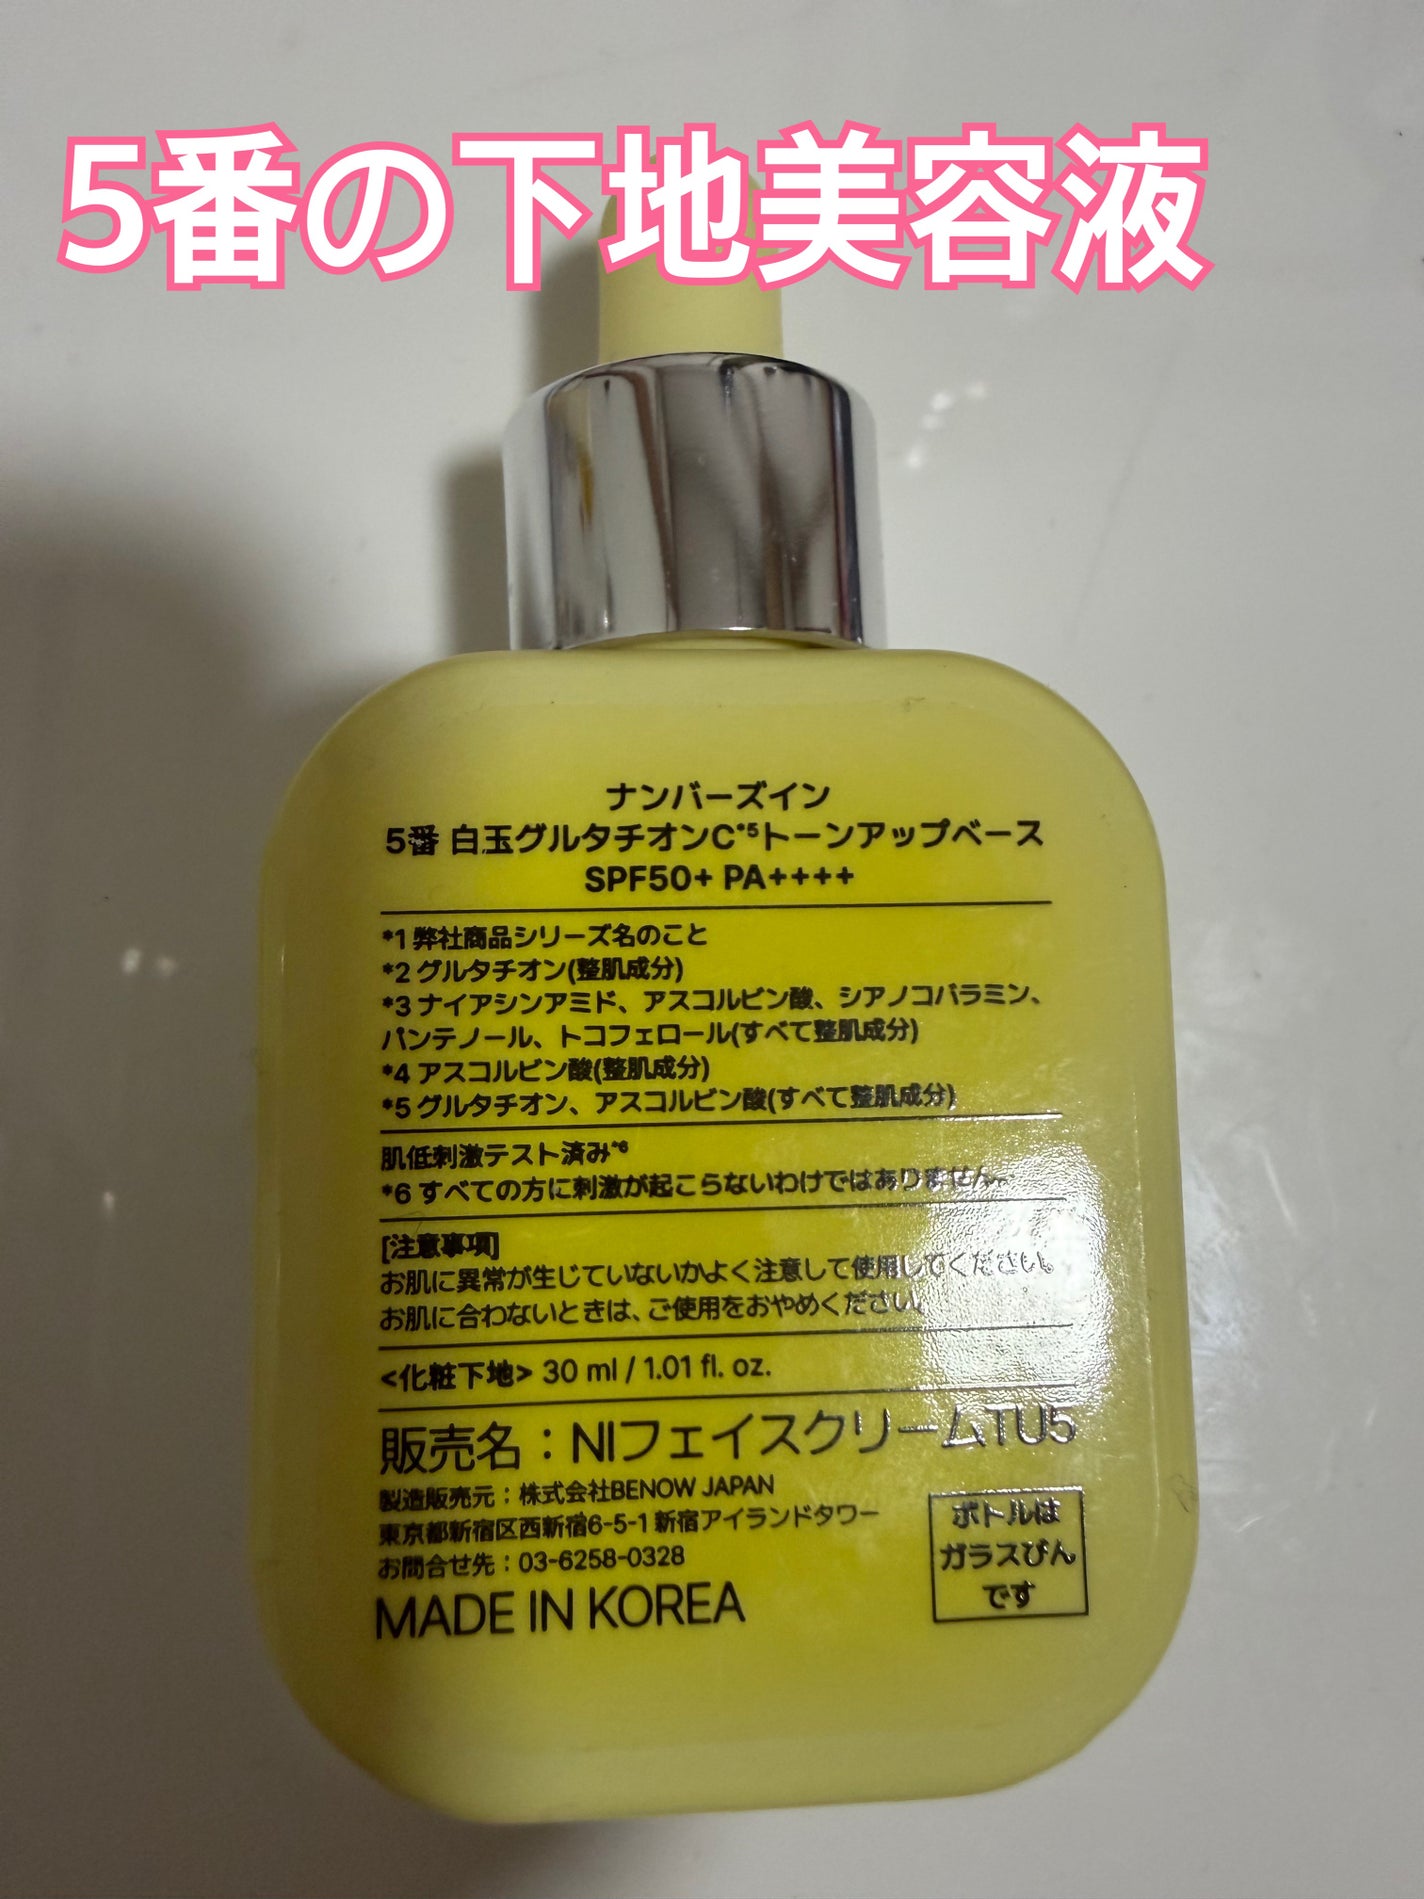 5番の下地美容液
ナンバーズイン
5番 白玉グルタチオンC*5トーンアップベース
SPF50+ PA++++
*1 弊社商品シリーズ名のこと
*2 グルタチオン(整肌成分)
*3 ナイアシンアミド、アスコルビン酸、シアノコバラミン、
パンテノール、トコフェロール(すべて整肌成分)
*4 アスコルビン酸(整肌成分)
*5 グルタチオン、アスコルビン酸(すべて整肌成分)
肌低刺激テスト済み*6
*6 すべての方に刺激が起こらないわけではありません。
[注意事項]
お肌に異常が生じていないかよく注意して使用してください。
お肌に合わないときは、ご使用をおやめください。
<化粧下地> 30 ml / 1.01 fl. oz.
販売名：NIフェイスクリームTU5
製造販売元：株式会社BENOW JAPAN
東京都新宿区西新宿6-5-1 新宿アイランドタワー
お問合せ先：03-6258-0328
MADE IN KOREA
ボトルは
ガラスびん
です